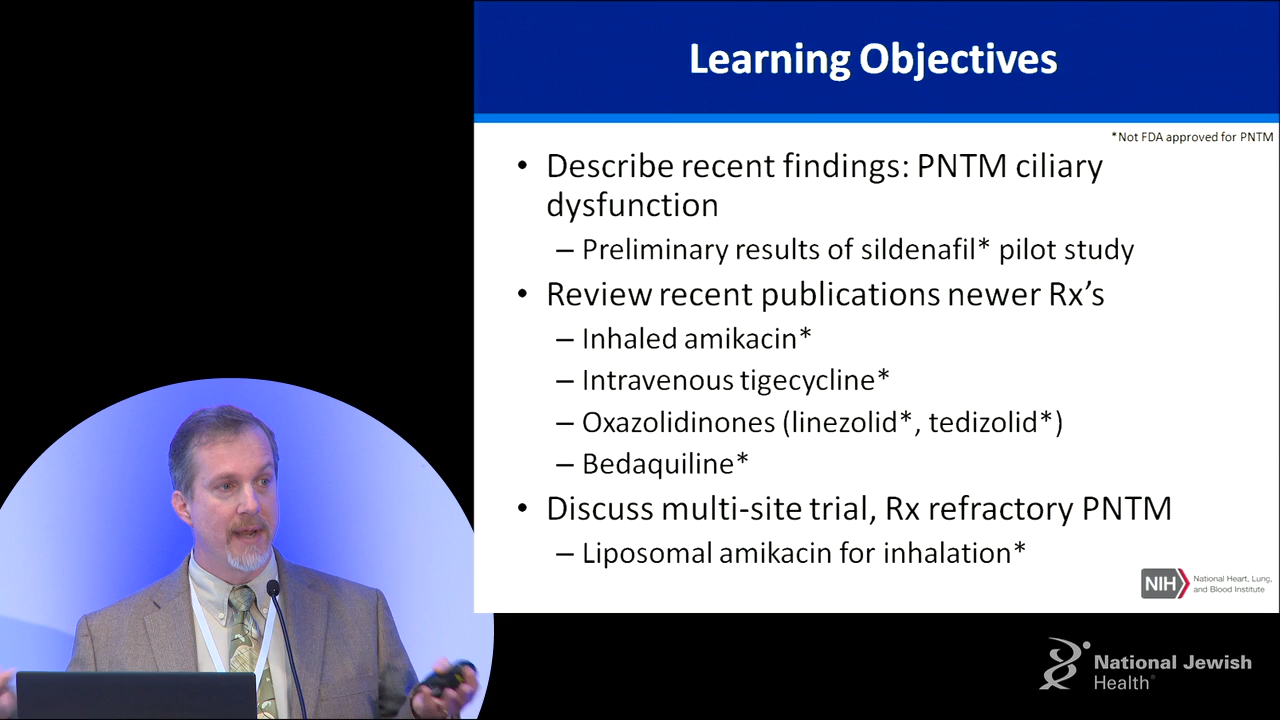 Learning Objectives
*Not FDA approved for PNTM
• Describe recent findings: PNTM ciliary
dysfunction
– Preliminary results of sildenafil* pilot study
• Review recent publications newer Rx’s
– Inhaled amikacin*
– Intravenous tigecycline*
– Oxazolidinones (linezolid*, tedizolid*)
– Bedaquiline*
• Discuss multi-site trial, Rx refractory PNTM
– Liposomal amikacin for inhalation*
NIH
National Heart, Lung,
and Blood Institute
National Jewish
Health®